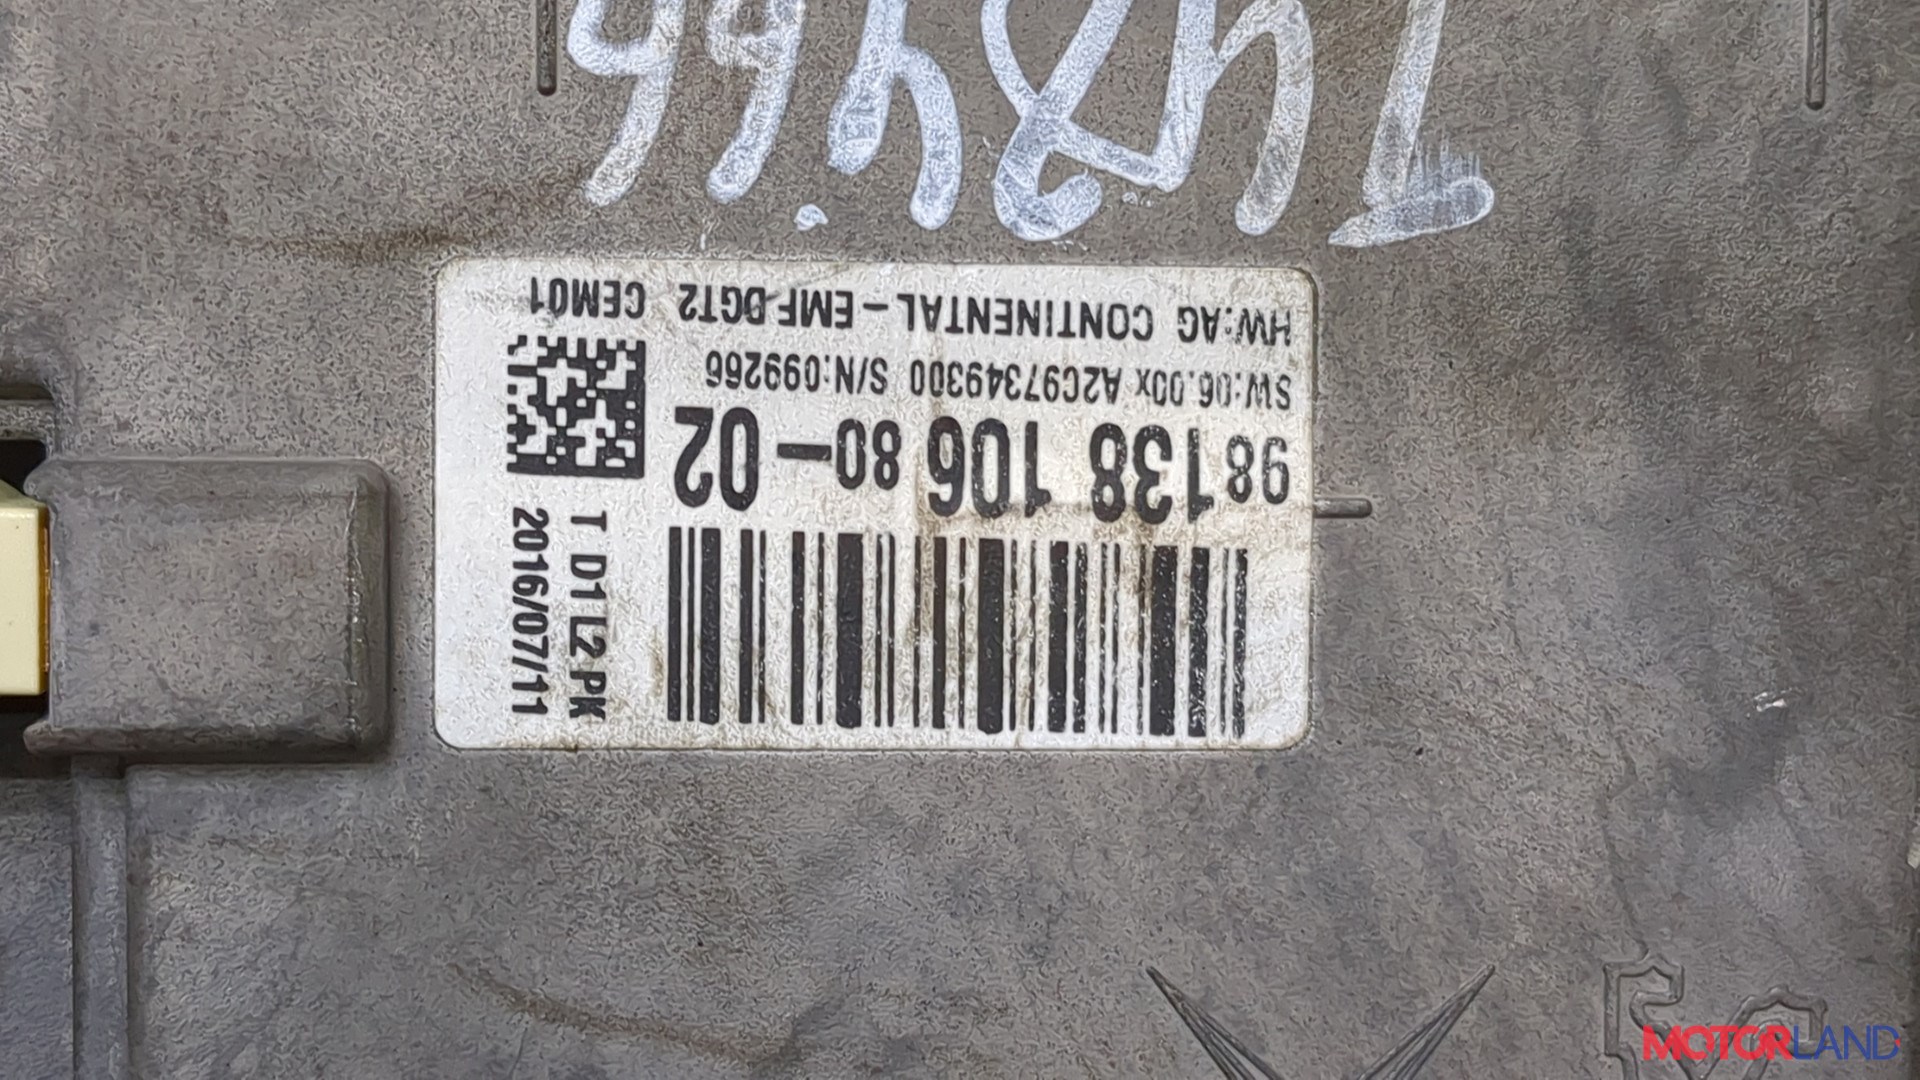 HW:AG CONTINENTAL-EMF DGT2 CEM01
SW:06.00x A2C97349300 S/N:099266
98 138 106 80-02
T D1L2 PK
2016/07/11
MOTORLAND